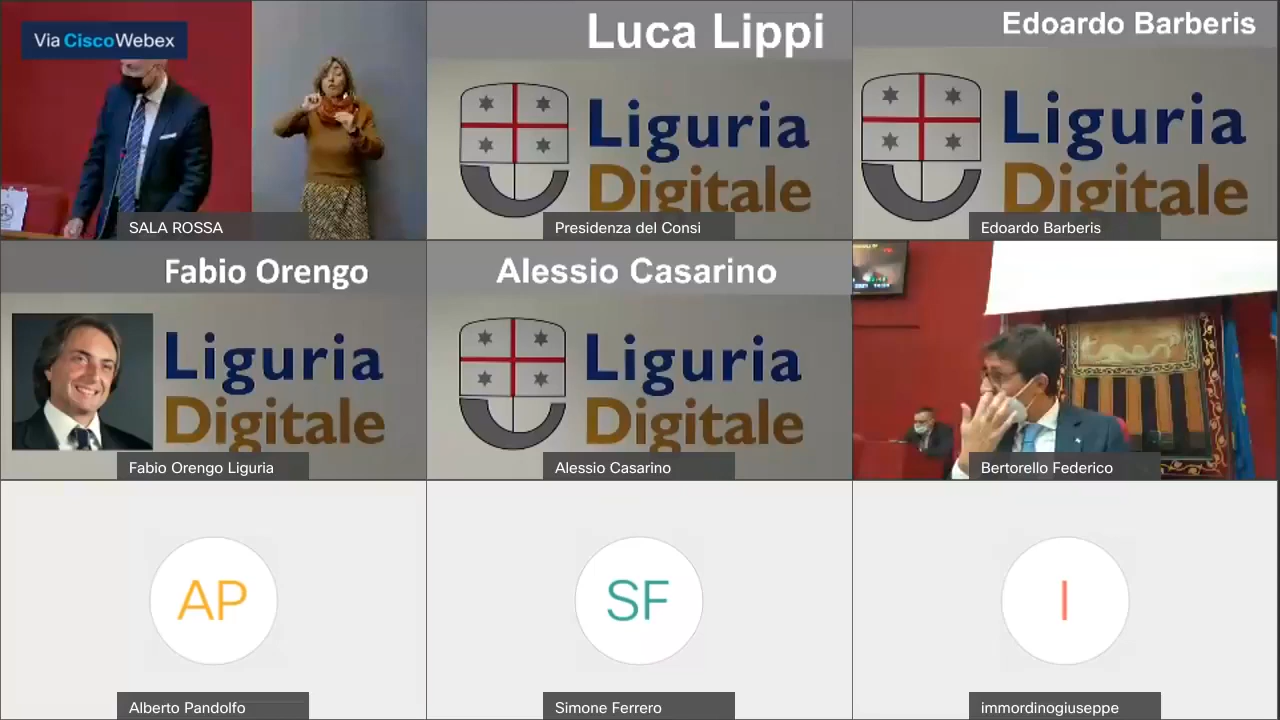 Via Cisco Webex
SALA ROSSA
Luca Lippi
Liguria
Digitale
Presidenza del Consi
Edoardo Barberis
Liguria
Digitale
Edoardo Barberis
Fabio Orengo
Liguria
Digitale
Fabio Orengo Liguria
Alessio Casarino
Liguria
Digitale
Alessio Casarino
Bertorello Federico
AP
Alberto Pandolfo
SF
Simone Ferrero
I
immordinogiuseppe